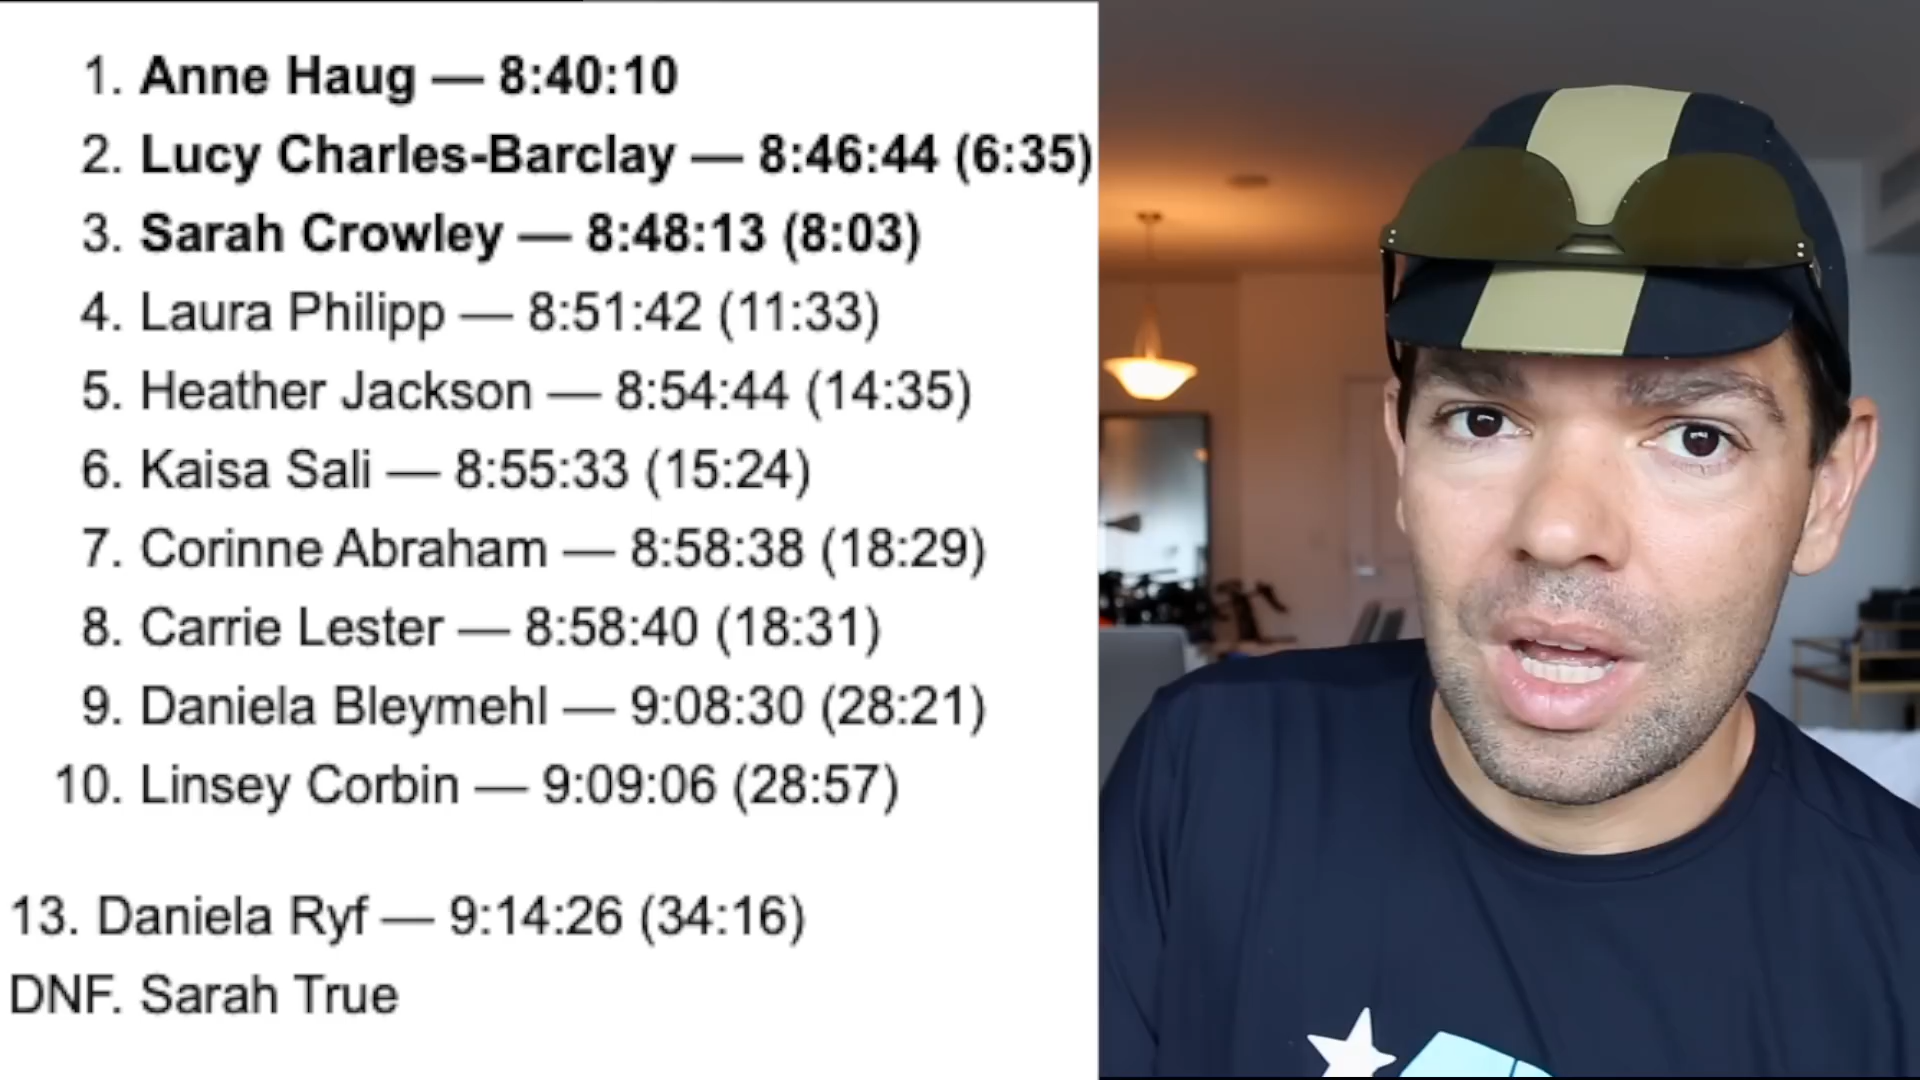 1. Anne Haug — 8:40:10
2. Lucy Charles-Barclay — 8:46:44 (6:35)
3. Sarah Crowley — 8:48:13 (8:03)
4. Laura Philipp — 8:51:42 (11:33)
5. Heather Jackson — 8:54:44 (14:35)
6. Kaisa Sali — 8:55:33 (15:24)
7. Corinne Abraham — 8:58:38 (18:29)
8. Carrie Lester — 8:58:40 (18:31)
9. Daniela Bleymehl — 9:08:30 (28:21)
10. Linsey Corbin — 9:09:06 (28:57)
13. Daniela Ryf — 9:14:26 (34:16)
DNF. Sarah True